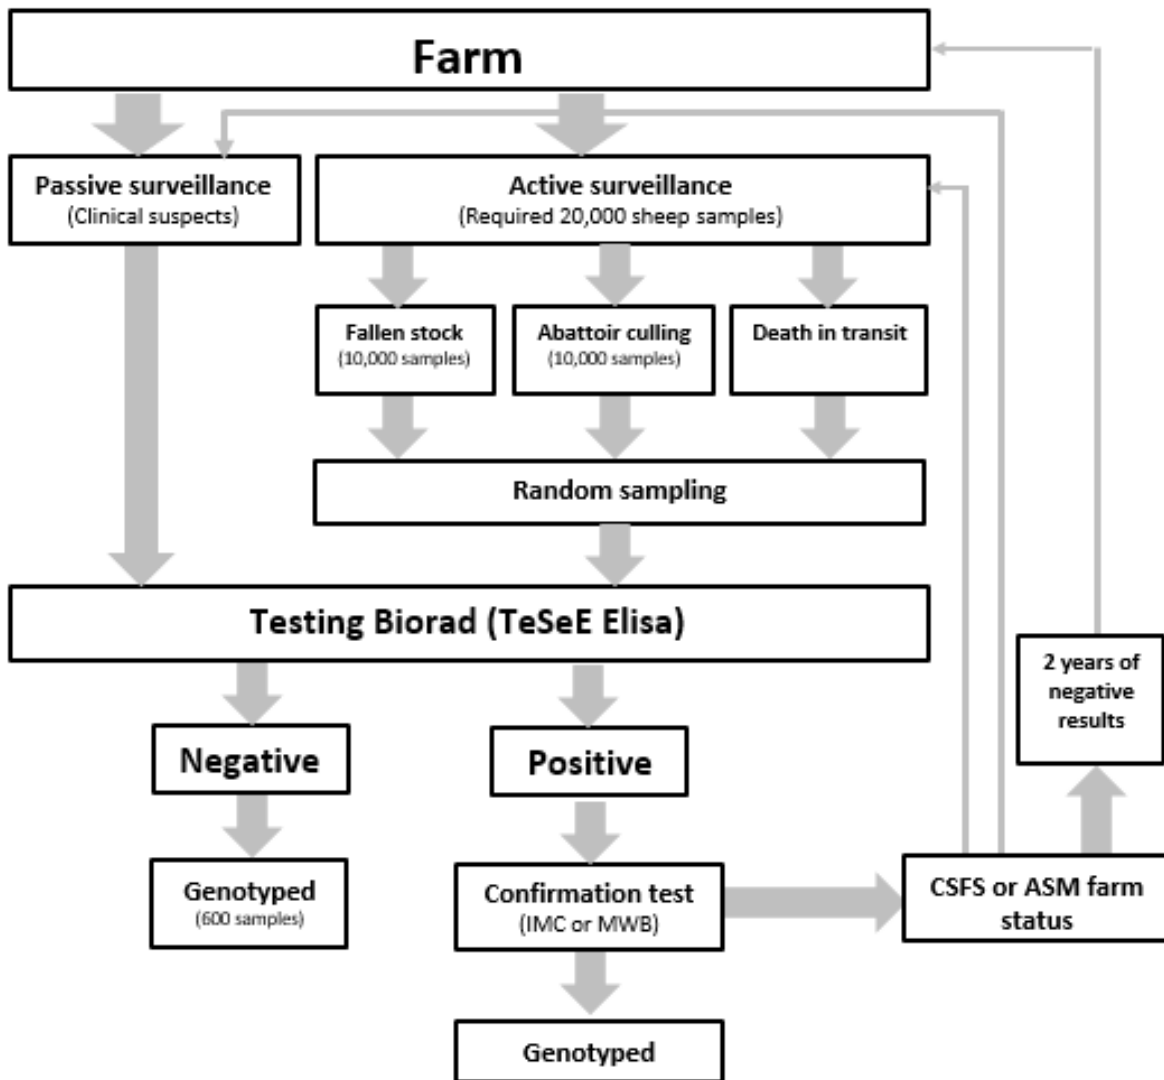 Farm
Passive surveillance
(Clinical suspects)
Active surveillance
(Required 20,000 sheep samples)
Fallen stock
(10,000 samples)
Abattoir culling
(10,000 samples)
Death in transit
Random sampling
Testing Biorad (TeSeE Elisa)
2 years of
negative
results
Negative
Positive
Genotyped
(600 samples)
Confirmation test
(IMC or MWB)
CSFS or ASM farm
status
Genotyped